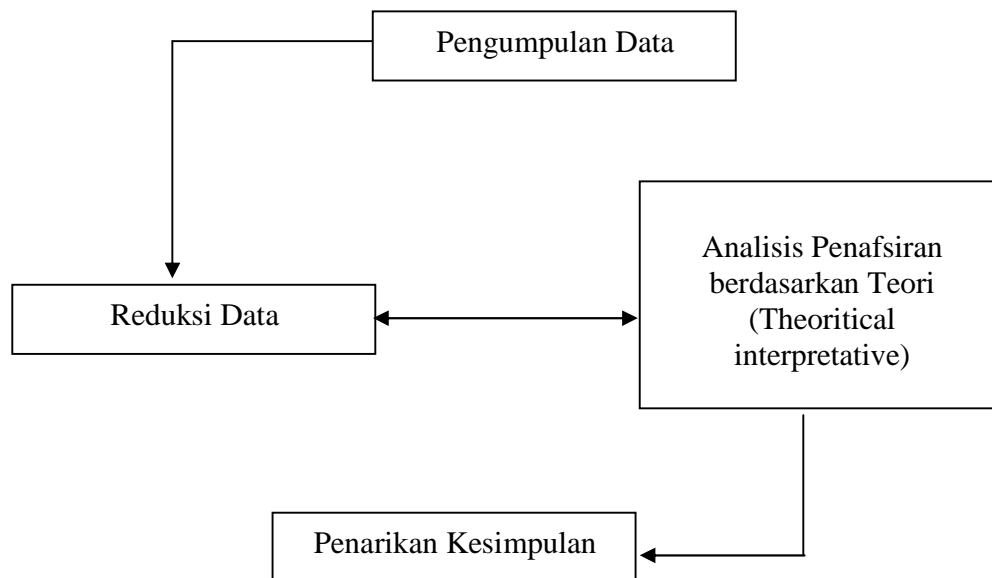 Pengumpulan Data
Reduksi Data
Analisis Penafsiran
berdasarkan Teori
(Theoritical
interpretative)
Penarikan Kesimpulan